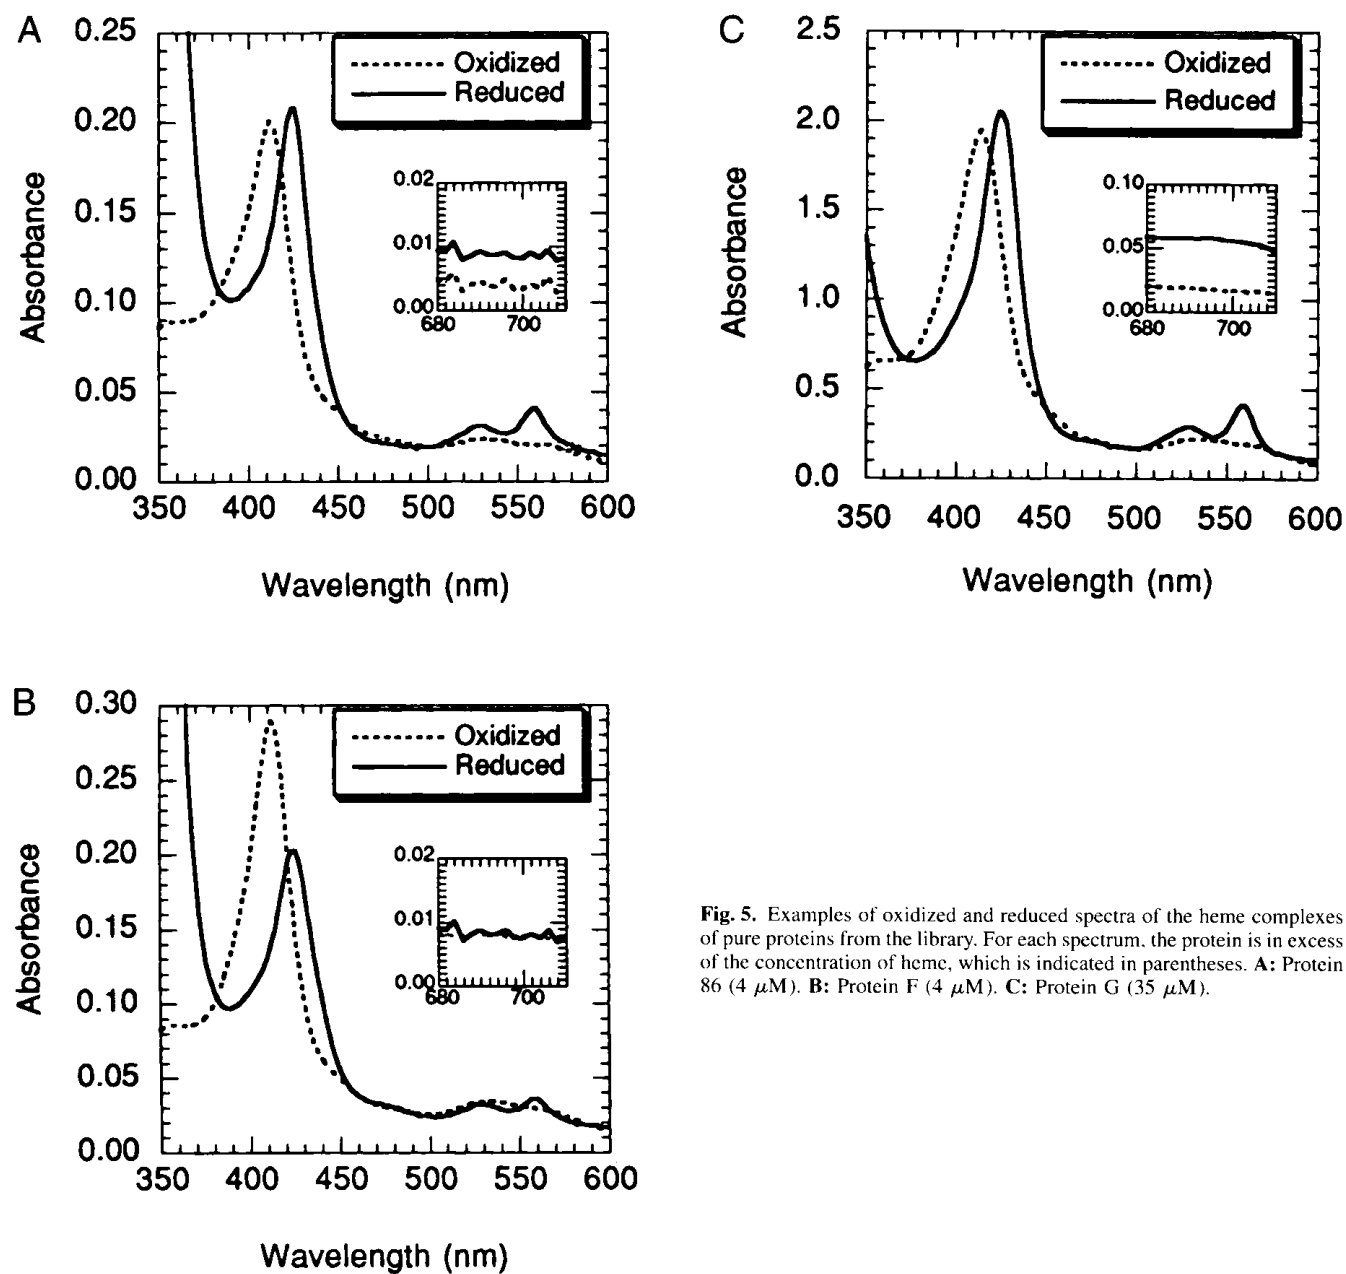 A
0.25
0.20
0.15
0.10
0.05
0.00
Absorbance
Oxidized
Reduced
0.02
0.01
0.00
680 700
350 400 450 500 550 600
Wavelength (nm)
C
2.5
2.0
1.5
1.0
0.5
0.0
Absorbance
Oxidized
Reduced
0.10
0.05
0.00
680 700
350 400 450 500 550 600
Wavelength (nm)
B
0.30
0.25
0.20
0.15
0.10
0.05
0.00
Absorbance
Oxidized
Reduced
0.02
0.01
0.00
680 700
350 400 450 500 550 600
Wavelength (nm)
Fig. 5. Examples of oxidized and reduced spectra of the heme complexes
of pure proteins from the library. For each spectrum, the protein is in excess
of the concentration of heme, which is indicated in parentheses. A: Protein
86 (4 μM). B: Protein F (4 μM). C: Protein G (35 μM).